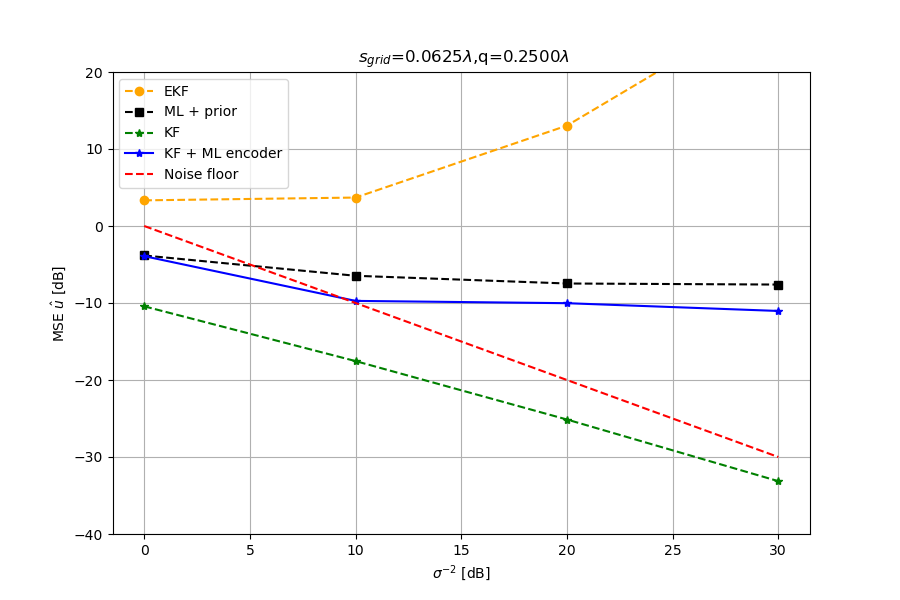 s_grid=0.0625λ,q=0.2500λ
20
10
0
−10
−20
−30
−40
MSE û [dB]
EKF
ML + prior
KF
KF + ML encoder
Noise floor
0 5 10 15 20 25 30
σ⁻² [dB]